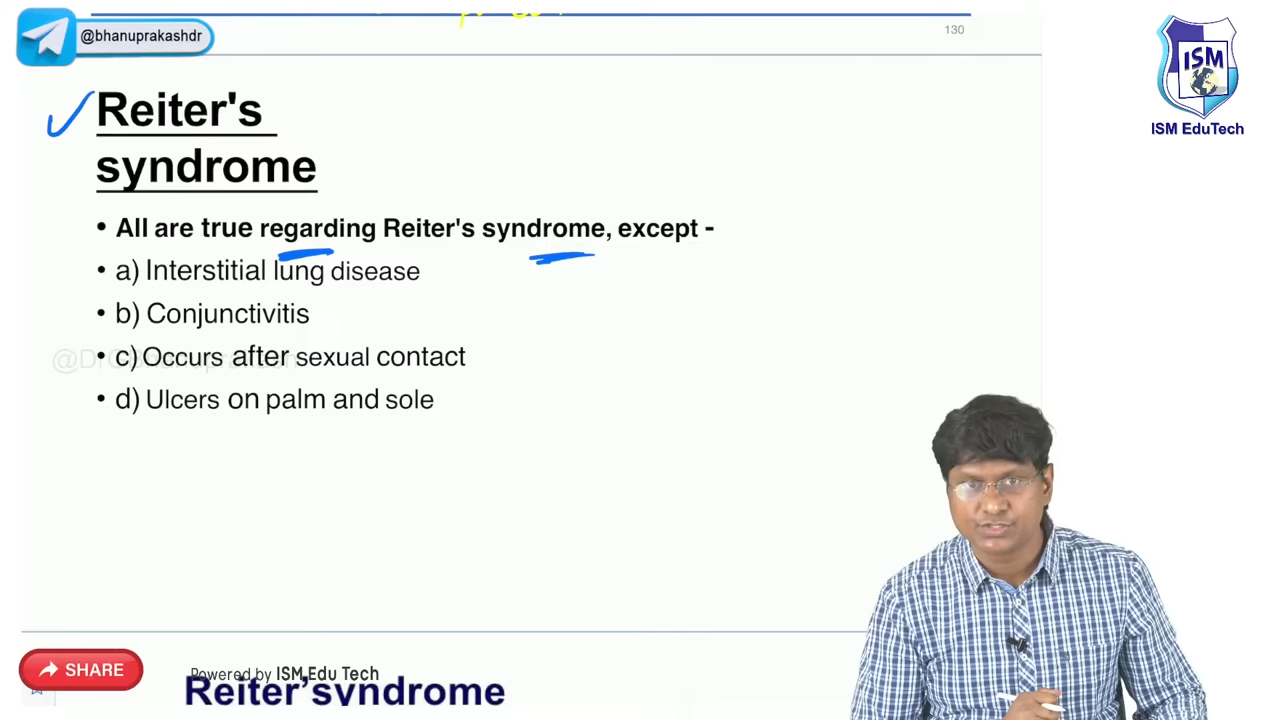 @bhanuprakashdr
130
ISM
ISM EduTech
Reiter's
syndrome
• All are true regarding Reiter's syndrome, except -
• a) Interstitial lung disease
• b) Conjunctivitis
• c) Occurs after sexual contact
• d) Ulcers on palm and sole
SHARE
Powered by ISM Edu Tech
Reiter'syndrome